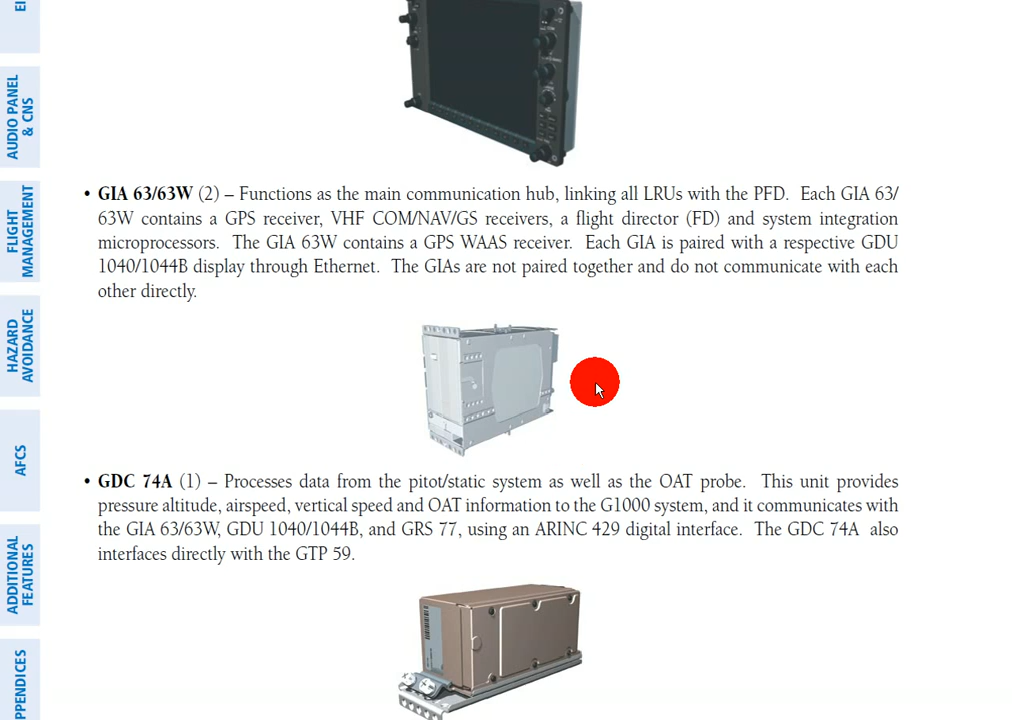 EI
AUDIO PANEL
& CNS
FLIGHT
MANAGEMENT
HAZARD
AVOIDANCE
AFCS
ADDITIONAL
FEATURES
PPENDICES
• GIA 63/63W (2) – Functions as the main communication hub, linking all LRUs with the PFD. Each GIA 63/
63W contains a GPS receiver, VHF COM/NAV/GS receivers, a flight director (FD) and system integration
microprocessors. The GIA 63W contains a GPS WAAS receiver. Each GIA is paired with a respective GDU
1040/1044B display through Ethernet. The GIAs are not paired together and do not communicate with each
other directly.
• GDC 74A (1) – Processes data from the pitot/static system as well as the OAT probe. This unit provides
pressure altitude, airspeed, vertical speed and OAT information to the G1000 system, and it communicates with
the GIA 63/63W, GDU 1040/1044B, and GRS 77, using an ARINC 429 digital interface. The GDC 74A also
interfaces directly with the GTP 59.